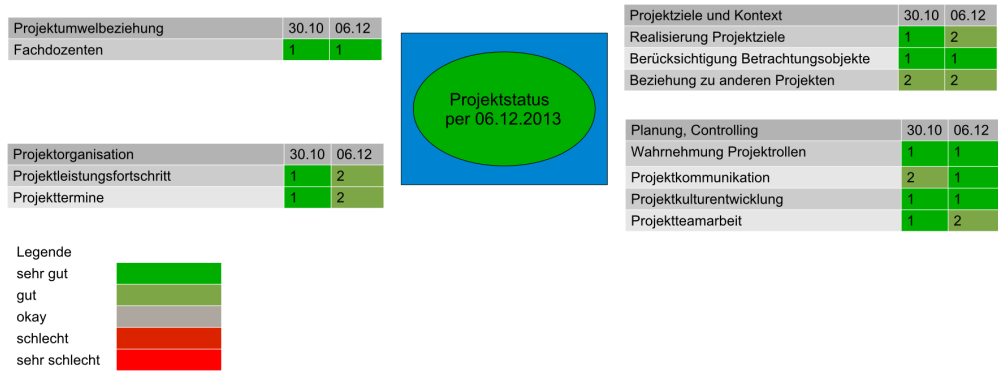 Projektumwelbeziehung 30.10 06.12
Fachdozenten 1 1
Projektstatus
per 06.12.2013
Projektziele und Kontext 30.10 06.12
Realisierung Projektziele 1 2
Berücksichtigung Betrachtungsobjekte 1 1
Beziehung zu anderen Projekten 2 2
Projektorganisation 30.10 06.12
Projektleistungsfortschritt 1 2
Projekttermine 1 2
Planung, Controlling 30.10 06.12
Wahrnehmung Projektrollen 1 1
Projektkommunikation 2 1
Projektkulturentwicklung 1 1
Projektteamarbeit 1 2
Legende
sehr gut
gut
okay
schlecht
sehr schlecht